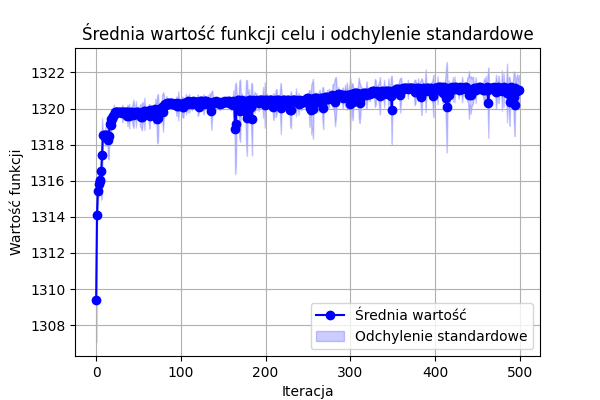 Średnia wartość funkcji celu i odchylenie standardowe
1322
1320
1318
1316
1314
1312
1310
1308
Wartość funkcji
Średnia wartość
Odchylenie standardowe
0 100 200 300 400 500
Iteracja